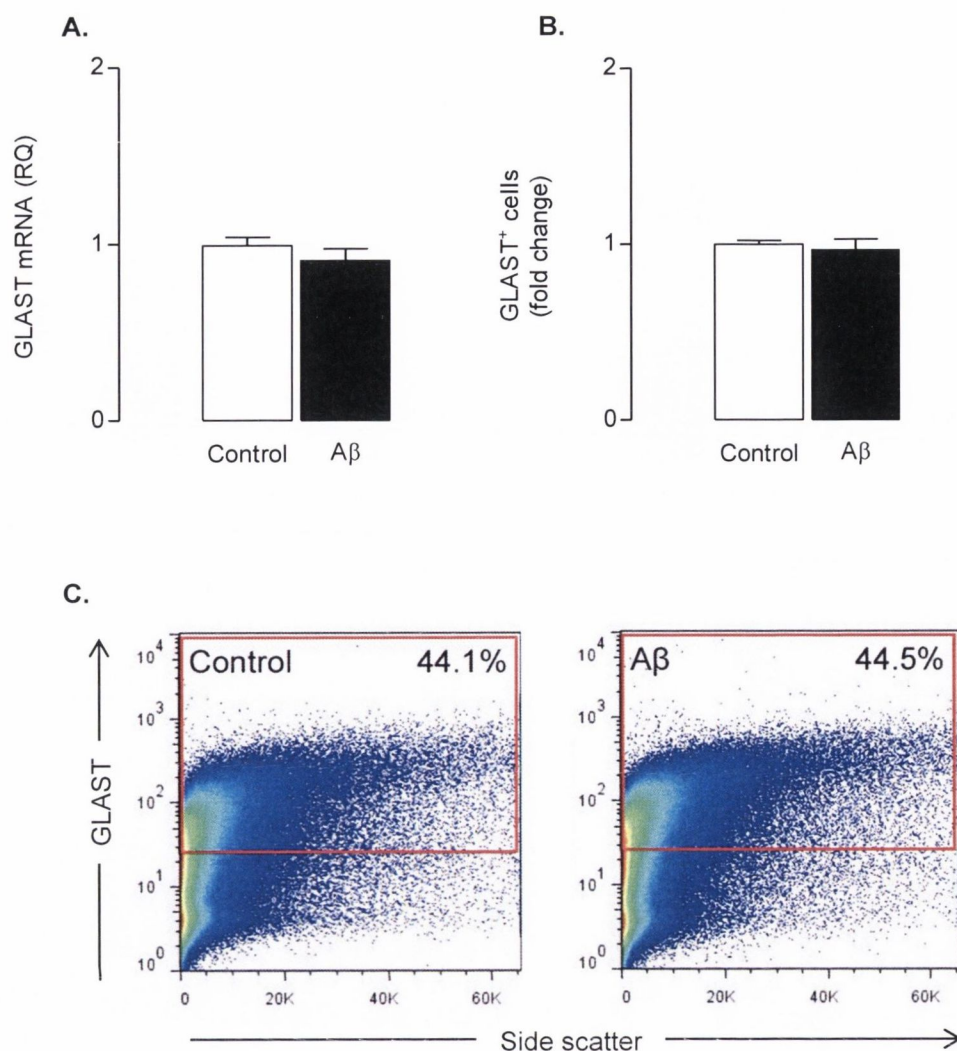 A.
GLAST mRNA (RQ)
2
1
0
Control Aβ
B.
GLAST⁺ cells
(fold change)
2
1
0
Control Aβ
C.
GLAST
10⁴
10³
10²
10¹
10⁰
Control 44.1%
0 20K 40K 60K
10⁴
10³
10²
10¹
10⁰
Aβ 44.5%
0 20K 40K 60K
Side scatter